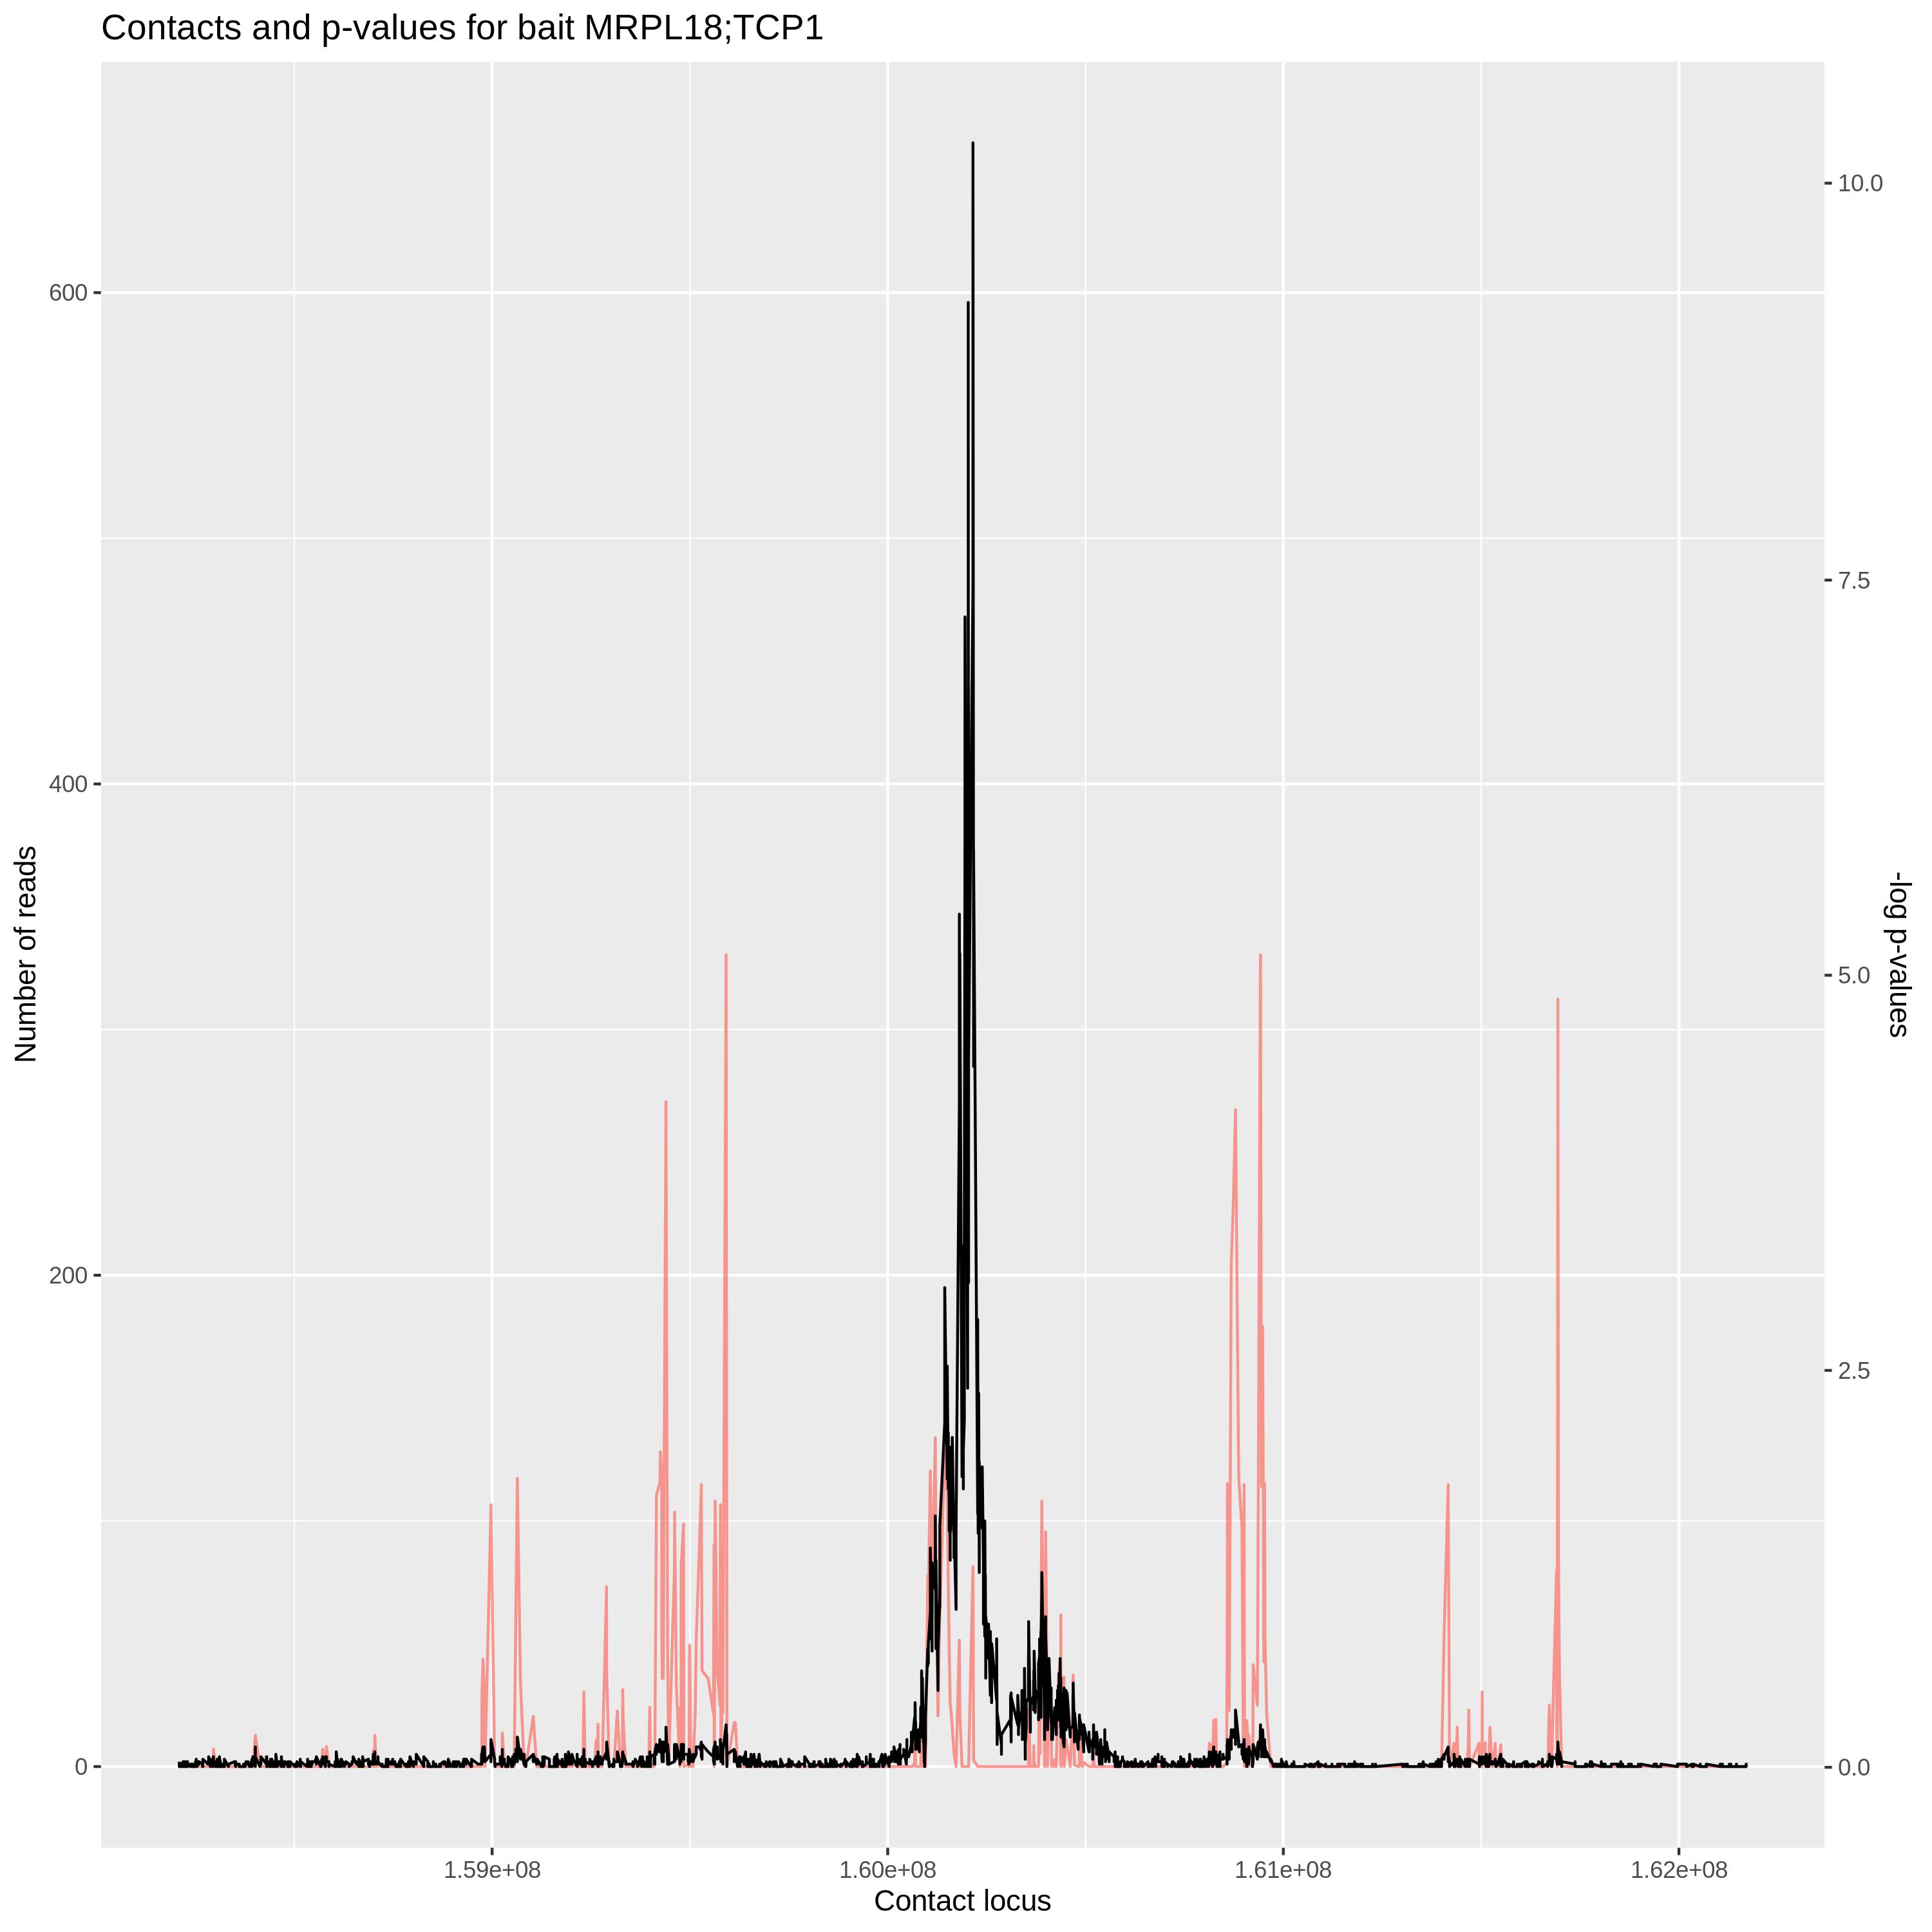 Contacts and p-values for bait MRPL18;TCP1
Number of reads
600
400
200
0
10.0
7.5
5.0
2.5
0.0
-log p-values
1.59e+08
1.60e+08
1.61e+08
1.62e+08
Contact locus